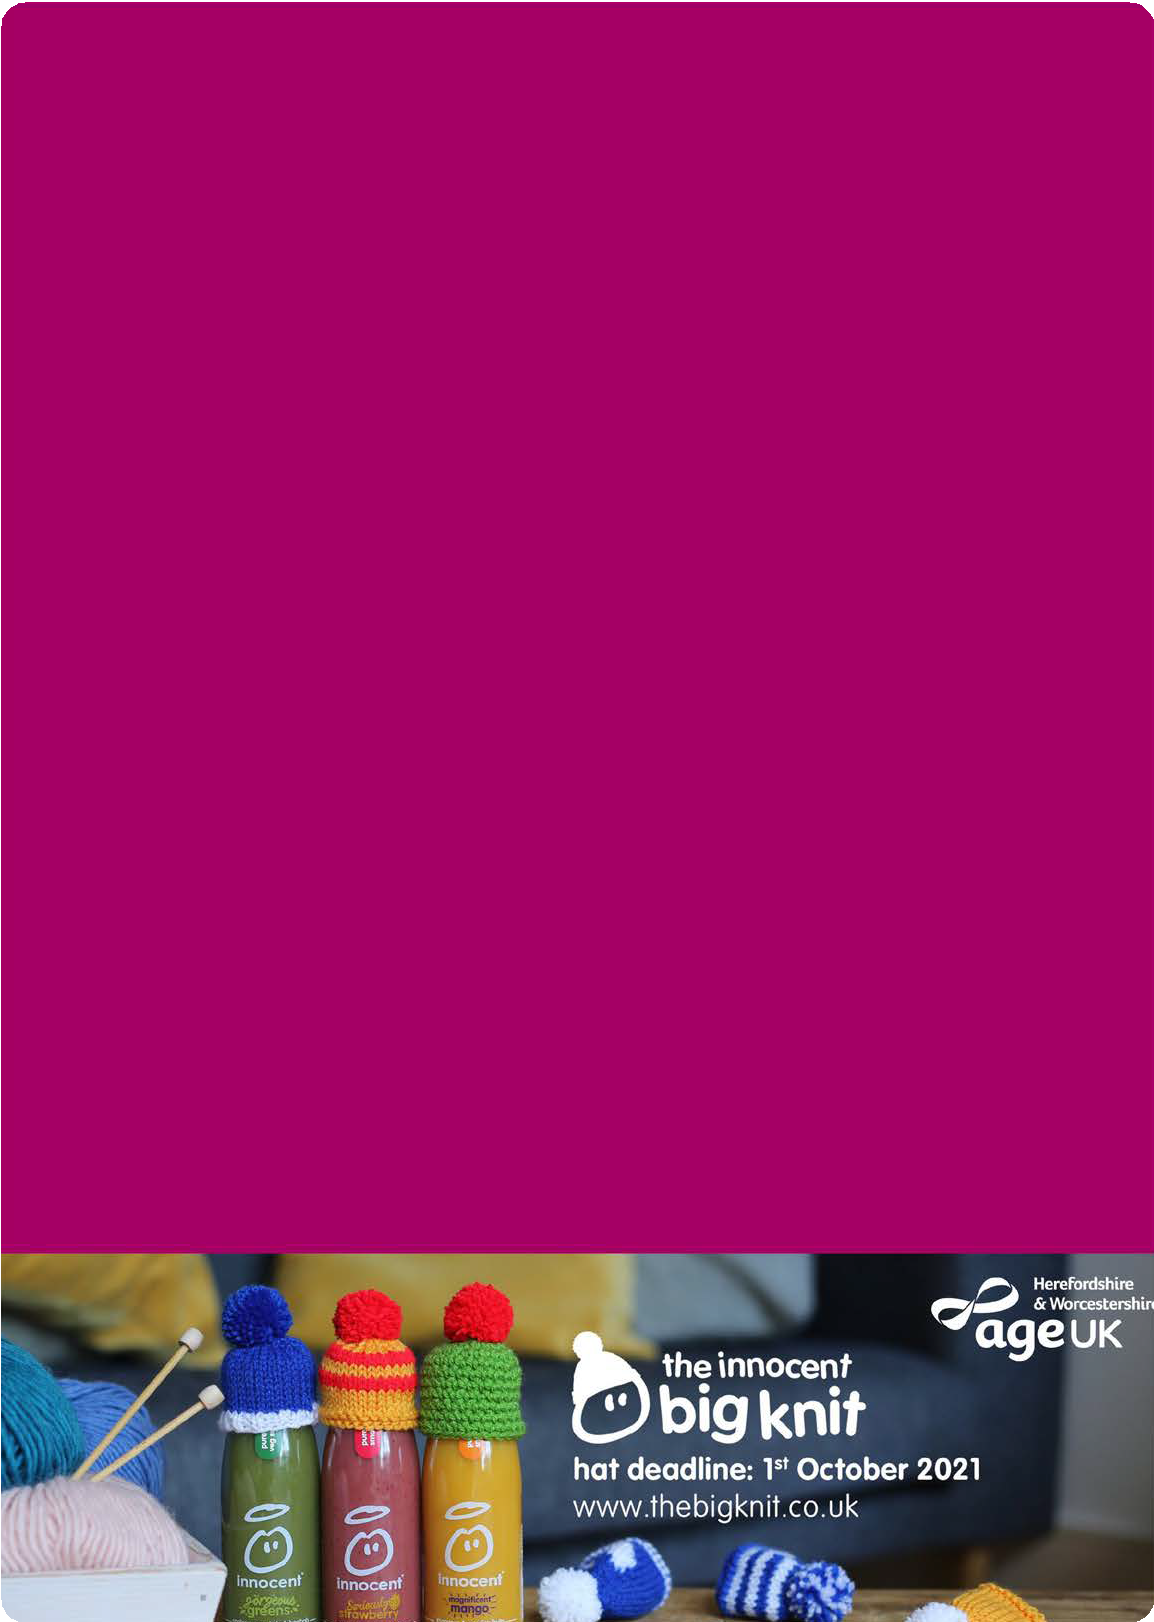 Herefordshire
& Worcestershire
age UK
the innocent
big knit
hat deadline: 1st October 2021
www.thebigknit.co.uk
innocent
gorgeous
greens
innocent
Seriously
strawberry
innocent
magnificent
mango